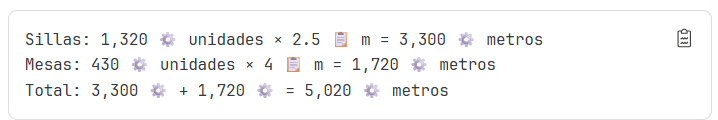 Sillas: 1,320 ⚙️ unidades × 2.5 📋 m = 3,300 ⚙️ metros
Mesas: 430 ⚙️ unidades × 4 📋 m = 1,720 ⚙️ metros
Total: 3,300 ⚙️ + 1,720 ⚙️ = 5,020 ⚙️ metros